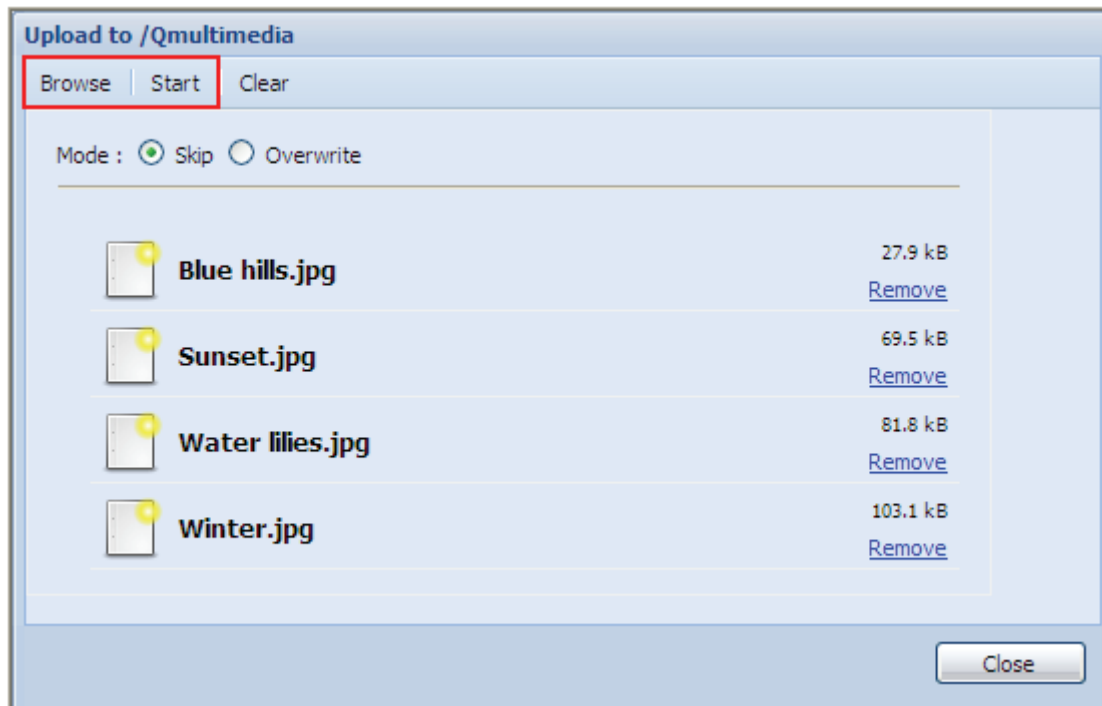 Upload to /Qmultimedia
Browse Start Clear
Mode : Skip Overwrite
Blue hills.jpg 27.9 kB
Remove
Sunset.jpg 69.5 kB
Remove
Water lilies.jpg 81.8 kB
Remove
Winter.jpg 103.1 kB
Remove
Close